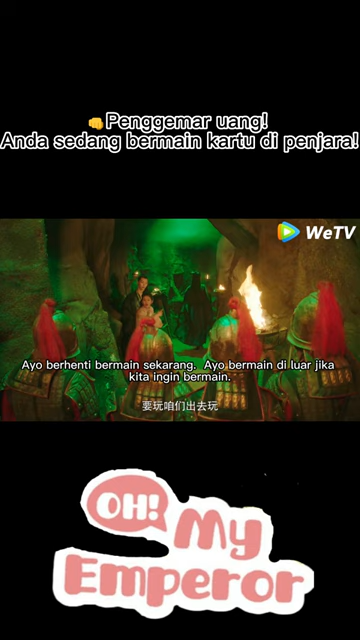 👊Penggemar uang!
Anda sedang bermain kartu di penjara!
WeTV
Ayo berhenti bermain sekarang. Ayo bermain di luar jika
kita ingin bermain.
要玩咱们出去玩
OH!
My
Emperor